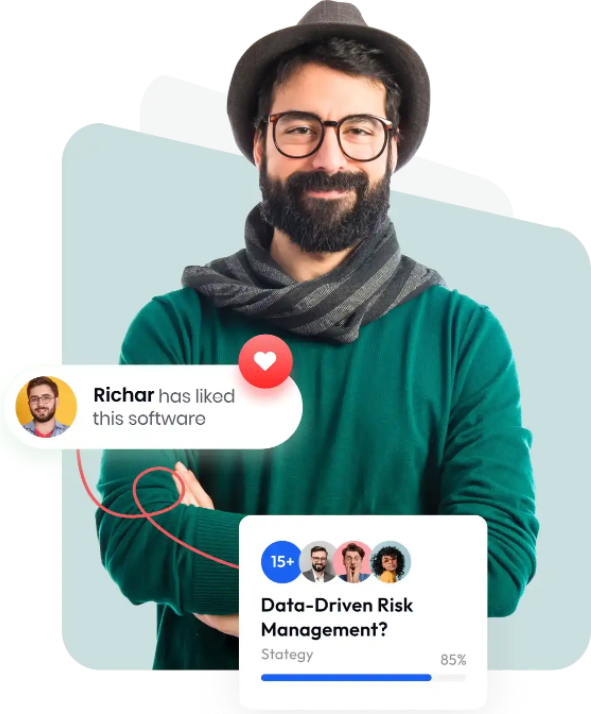 Richar has liked
this software
15+
Data-Driven Risk
Management?
Stategy
85%